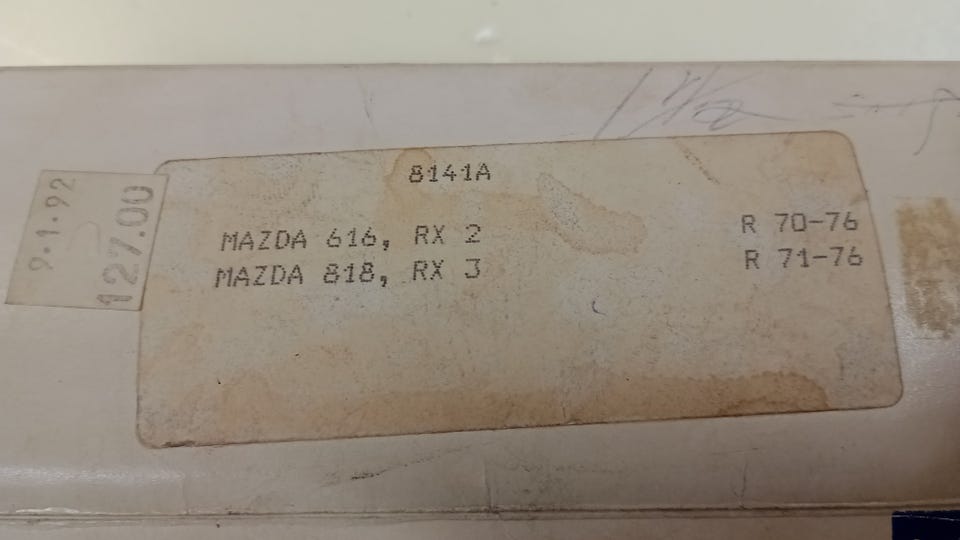 8141A
MAZDA 616, RX 2 R 70-76
MAZDA 818, RX 3 R 71-76
9·1·92
127.00